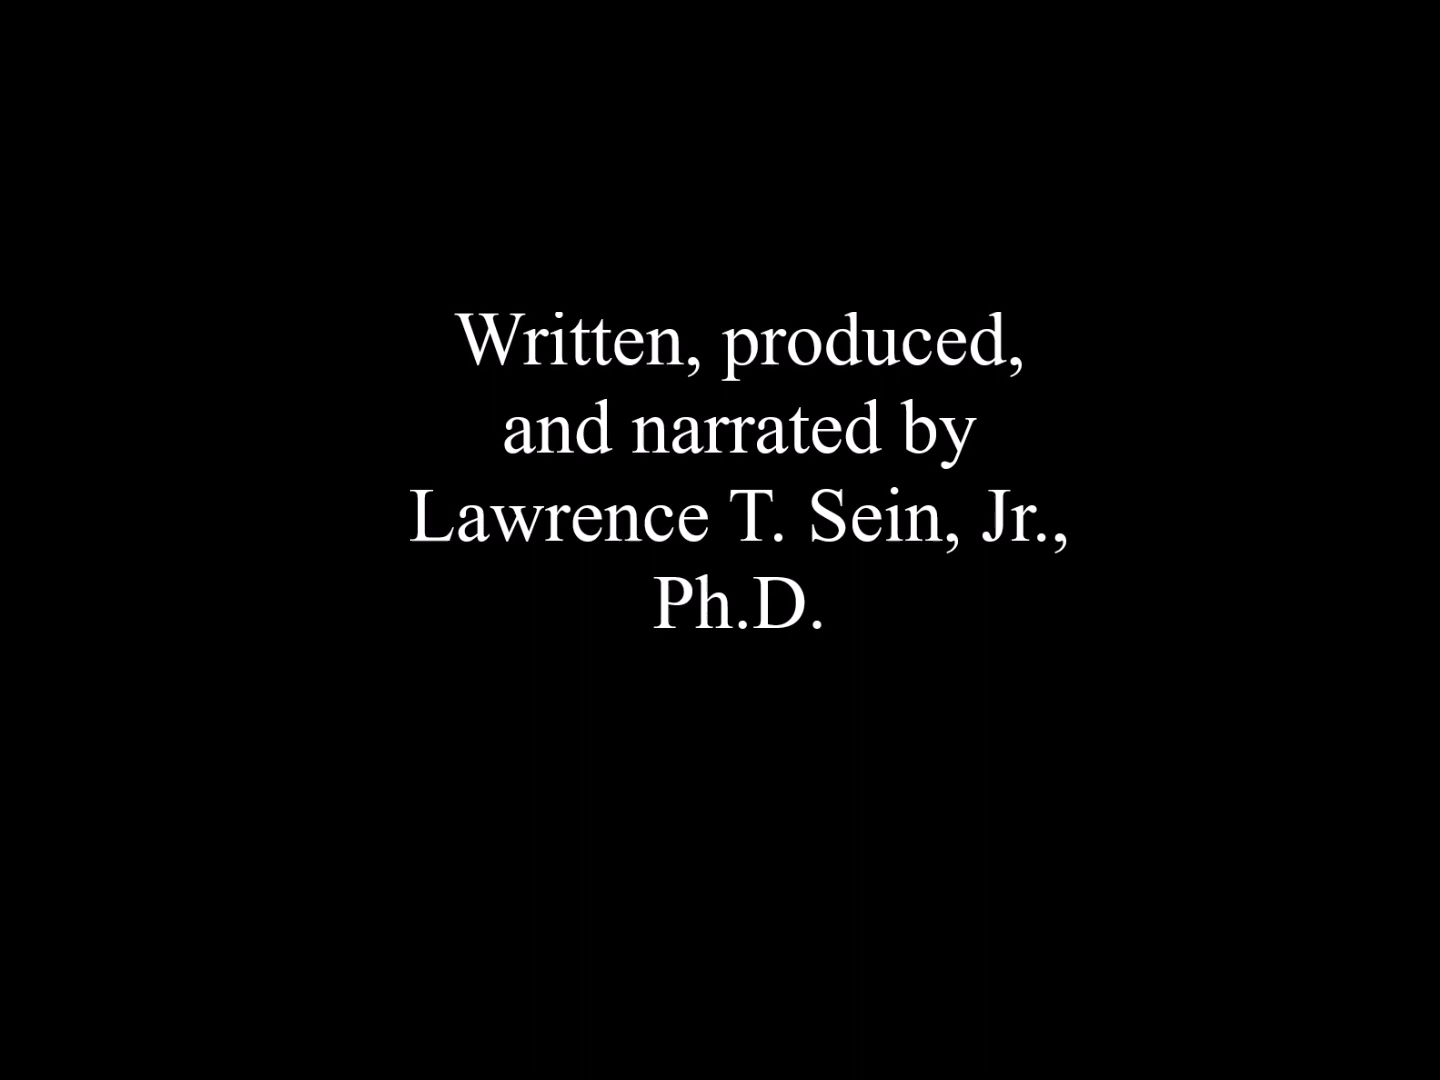 Written, produced,
and narrated by
Lawrence T. Sein, Jr.,
Ph.D.